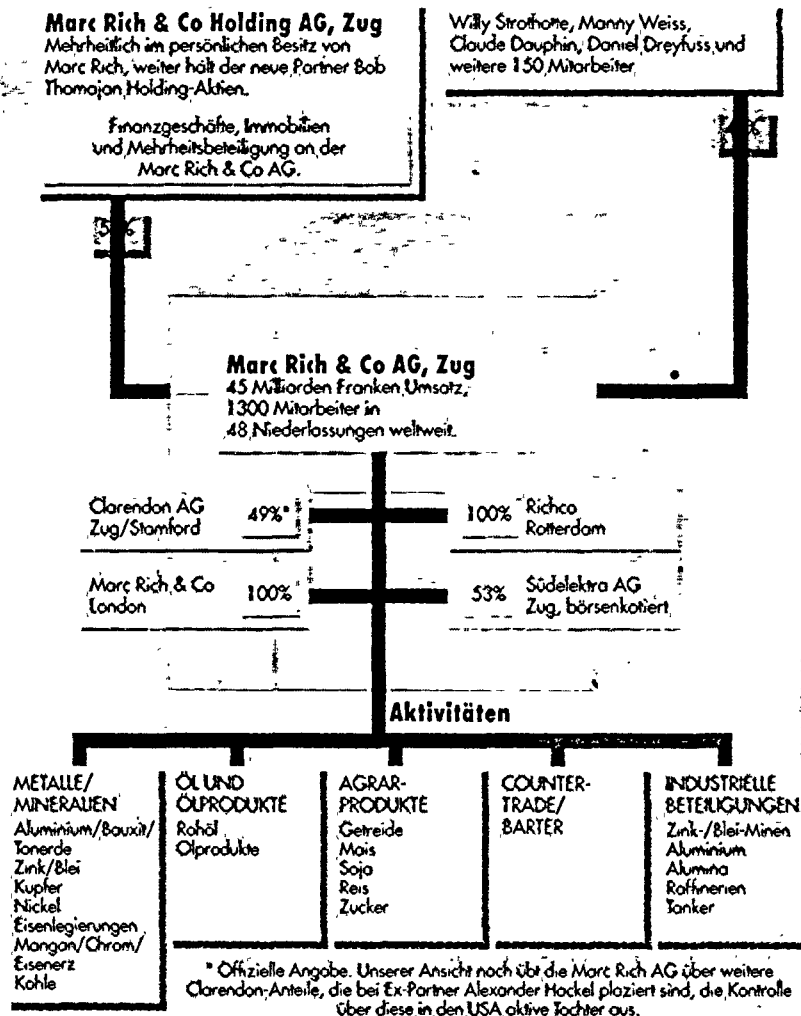 Marc Rich & Co Holding AG, Zug
Mehrheitlich im persönlichen Besitz von
Marc Rich, weiter hält der neue Partner Bob
Thomajan Holding-Aktien.
Finanzgeschäfte, Immobilien
und Mehrheitsbeteiligung an der
Marc Rich & Co AG.
Willy Strothotte, Manny Weiss,
Claude Dauphin, Daniel Dreyfuss und
weitere 150 Mitarbeiter
Marc Rich & Co AG, Zug
45 Milliarden Franken Umsatz,
1300 Mitarbeiter in
48 Niederlassungen weltweit.
Clarendon AG
Zug/Stamford
49%*
100%
Richco
Rotterdam
Marc Rich & Co
London
100%
53%
Südelektra AG
Zug, börsenkotiert
Aktivitäten
METALLE/
MINERALIEN
Aluminium/Bauxit/
Tonerde
Zink/Blei
Kupfer
Nickel
Eisenlegierungen
Mangan/Chrom/
Eisenerz
Kohle
ÖL UND
ÖLPRODUKTE
Rohöl
Ölprodukte
AGRAR-
PRODUKTE
Getreide
Mais
Soja
Reis
Zucker
COUNTER-
TRADE/
BARTER
INDUSTRIELLE
BETEILIGUNGEN
Zink-/Blei-Minen
Aluminium
Alumina
Raffinerien
Tanker
* Offizielle Angabe. Unserer Ansicht nach übt die Marc Rich AG über weitere
Clarendon-Anteile, die bei Ex-Partner Alexander Hackel plaziert sind, die Kontrolle
über diese in den USA aktive Tochter aus.